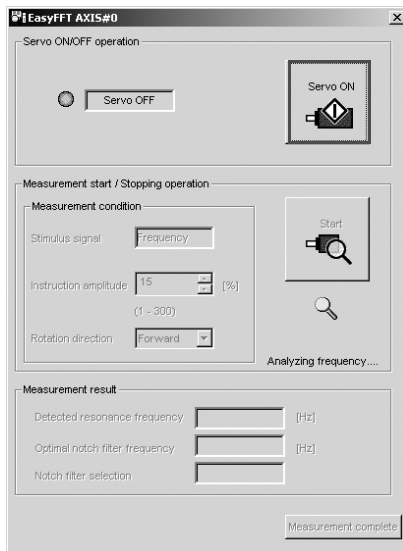 EasyFFT AXIS#0
Servo ON/OFF operation
Servo OFF
Servo ON
Measurement start / Stopping operation
Measurement condition
Stimulus signal Frequency
Start
Instruction amplitude 15 [%]
(1 - 300)
Rotation direction Forward
Analyzing frequency....
Measurement result
Detected resonance frequency [Hz]
Optimal notch filter frequency [Hz]
Notch filter selection
Measurement complete